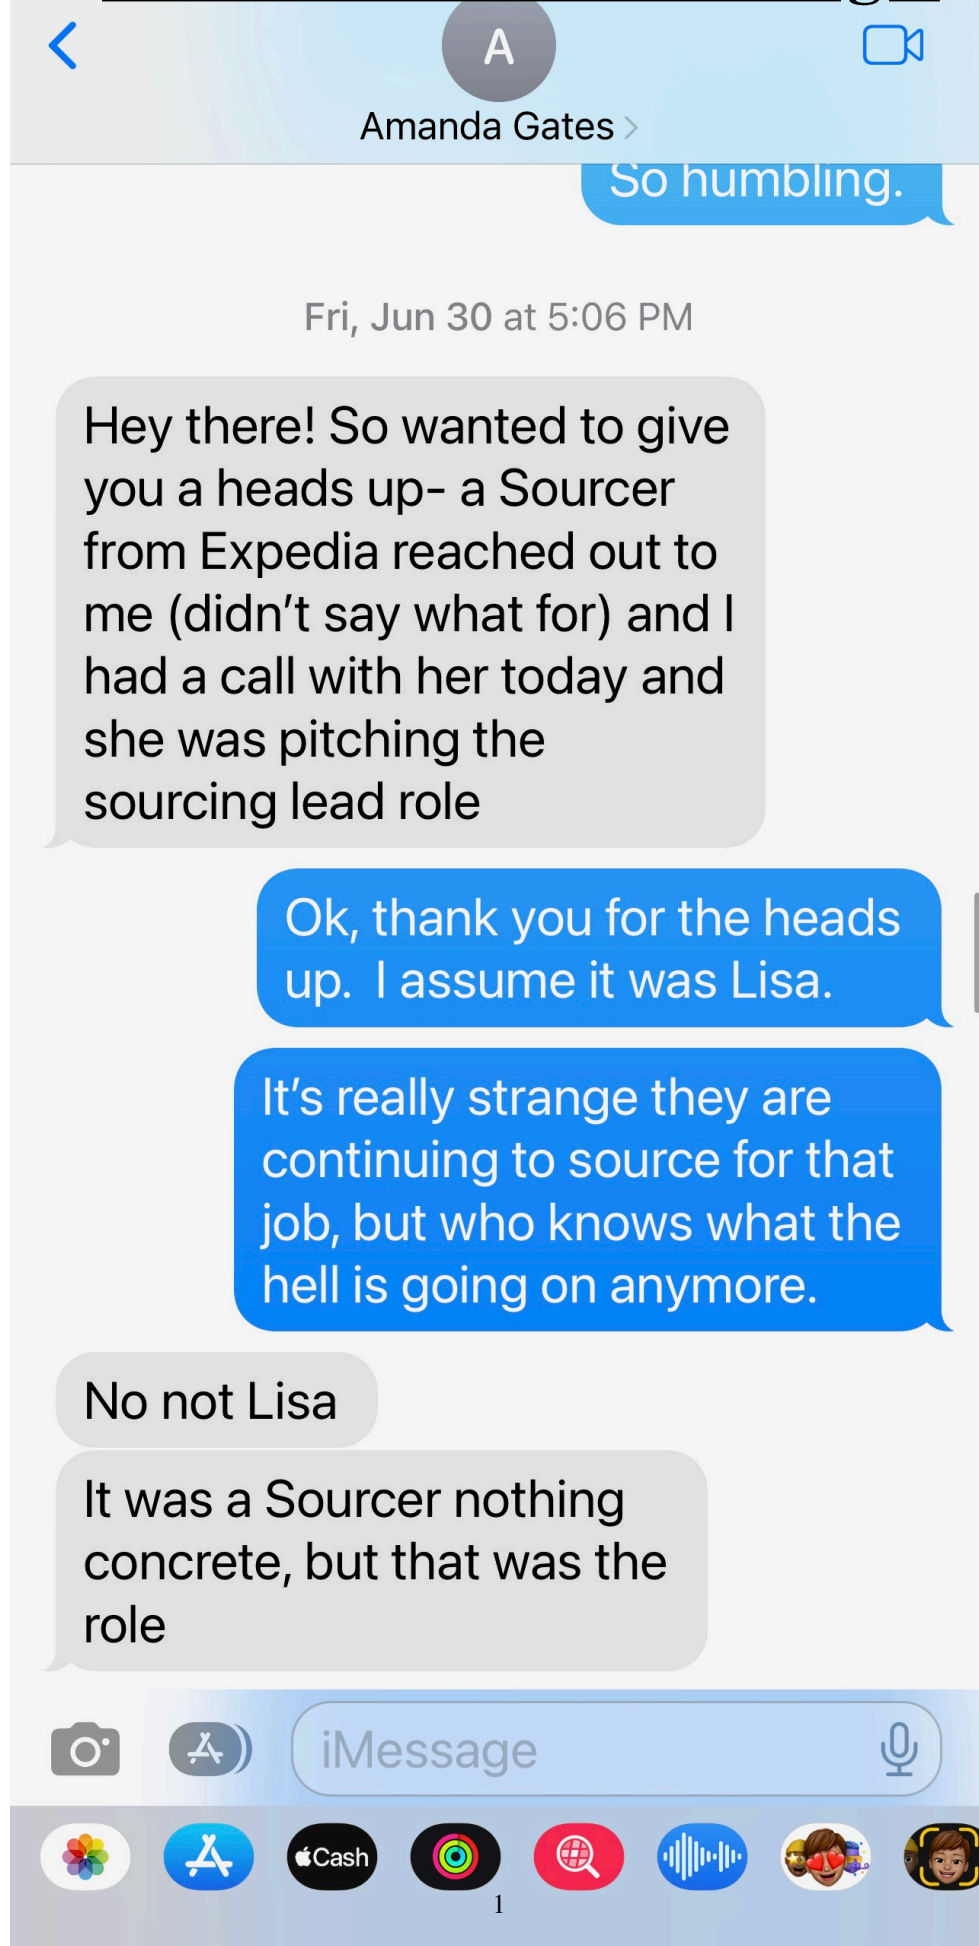 A
Amanda Gates
So humbling.
Fri, Jun 30 at 5:06 PM
Hey there! So wanted to give
you a heads up- a Sourcer
from Expedia reached out to
me (didn't say what for) and I
had a call with her today and
she was pitching the
sourcing lead role
Ok, thank you for the heads
up.  I assume it was Lisa.
It's really strange they are
continuing to source for that
job, but who knows what the
hell is going on anymore.
No not Lisa
It was a Sourcer nothing
concrete, but that was the
role
iMessage
Cash
1